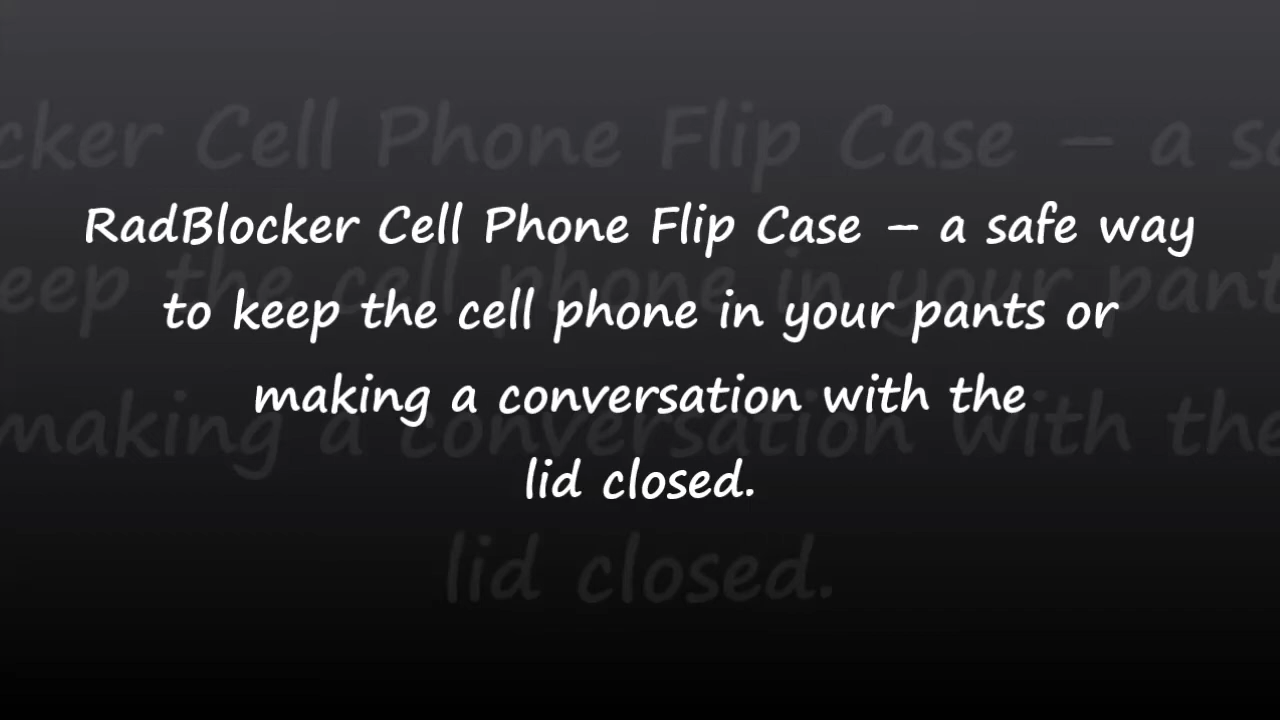 RadBlocker Cell Phone Flip Case – a safe way
to keep the cell phone in your pants or
making a conversation with the
lid closed.